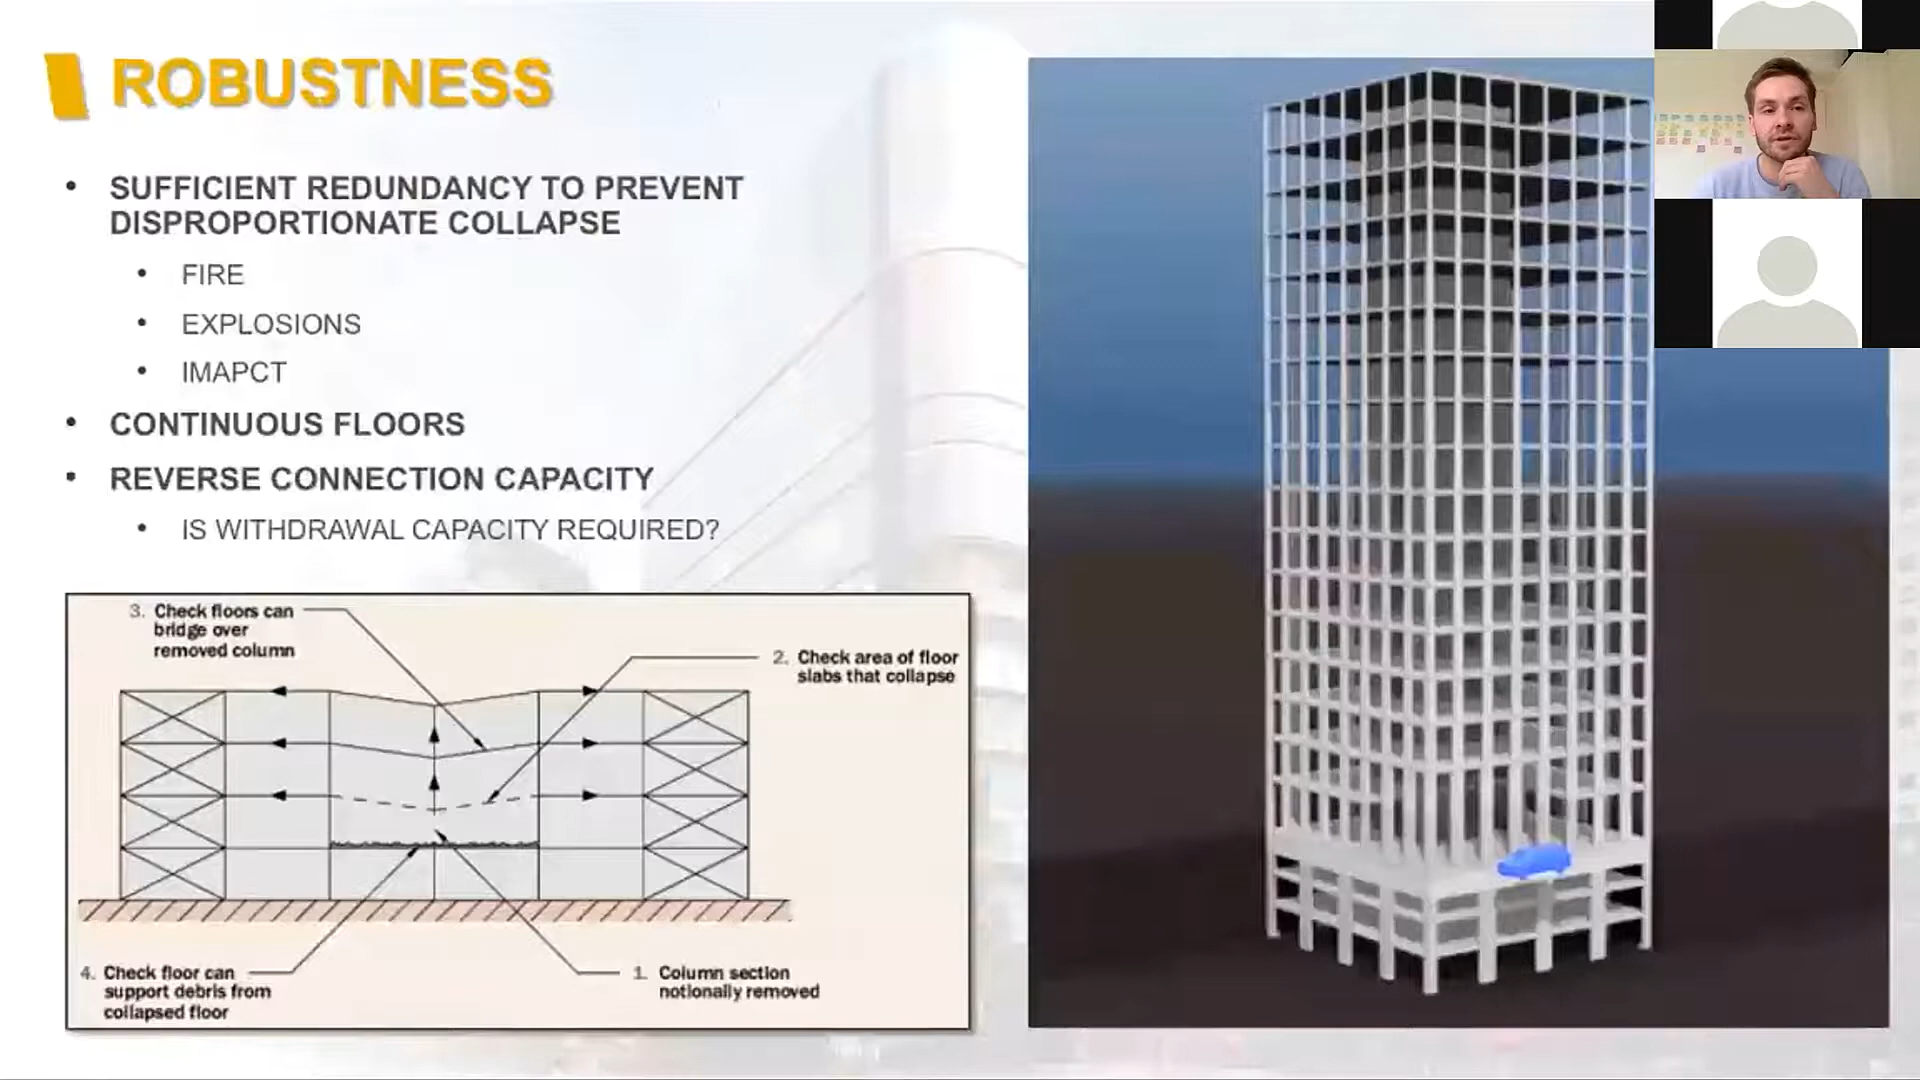 ROBUSTNESS
• SUFFICIENT REDUNDANCY TO PREVENT
DISPROPORTIONATE COLLAPSE
• FIRE
• EXPLOSIONS
• IMAPCT
• CONTINUOUS FLOORS
• REVERSE CONNECTION CAPACITY
• IS WITHDRAWAL CAPACITY REQUIRED?
3. Check floors can
bridge over
removed column
2. Check area of floor
slabs that collapse
4. Check floor can
support debris from
collapsed floor
1. Column section
notionally removed